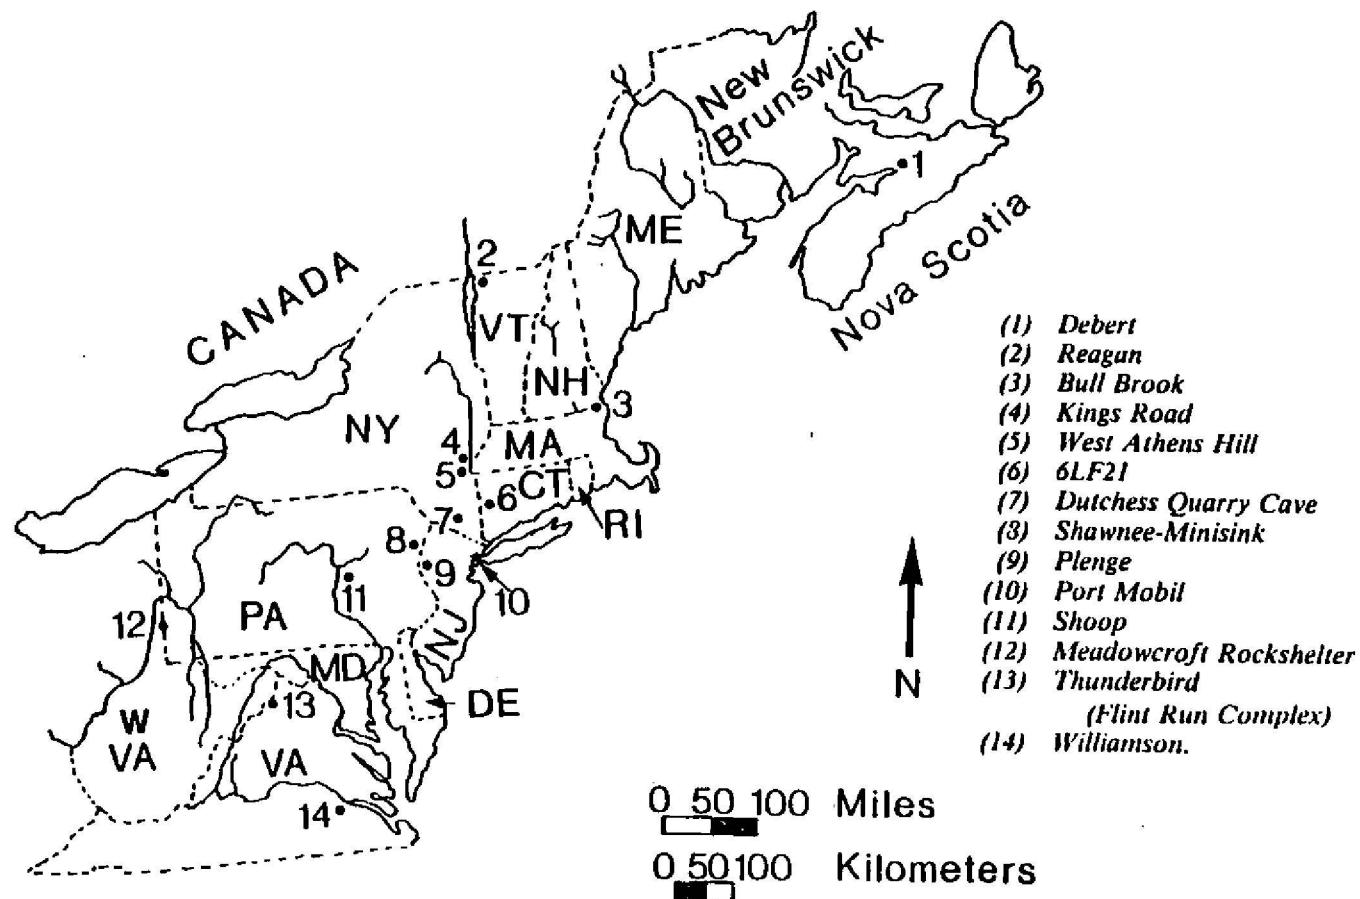 New
Brunswick
1
ME
Nova Scotia
CANADA
2
VT
NH
3
NY
4
MA
5
CT
6
RI
7
8
9
10
11
PA
12
NJ
MD
13
DE
W
VA
VA
14
N
(1) Debert
(2) Reagan
(3) Bull Brook
(4) Kings Road
(5) West Athens Hill
(6) 6LF21
(7) Dutchess Quarry Cave
(8) Shawnee-Minisink
(9) Plenge
(10) Port Mobil
(11) Shoop
(12) Meadowcroft Rockshelter
(13) Thunderbird
(Flint Run Complex)
(14) Williamson.
0 50 100 Miles
0 50 100 Kilometers